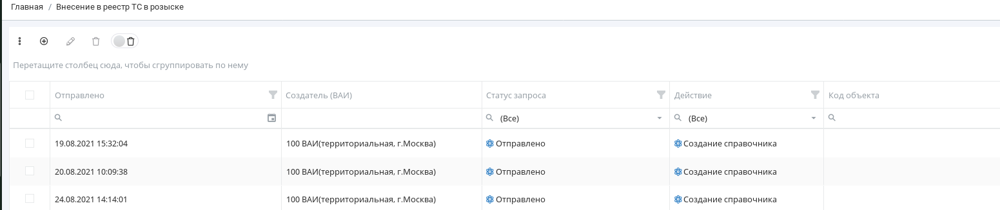 Главная / Внесение в реестр ТС в розыске
Перетащите столбец сюда, чтобы сгруппировать по нему
Отправлено Создатель (ВАИ) Статус запроса Действие Код объекта
(Все) (Все)
19.08.2021 15:32:04 100 ВАИ(территориальная, г.Москва) Отправлено Создание справочника
20.08.2021 10:09:38 100 ВАИ(территориальная, г.Москва) Отправлено Создание справочника
24.08.2021 14:14:01 100 ВАИ(территориальная, г.Москва) Отправлено Создание справочника